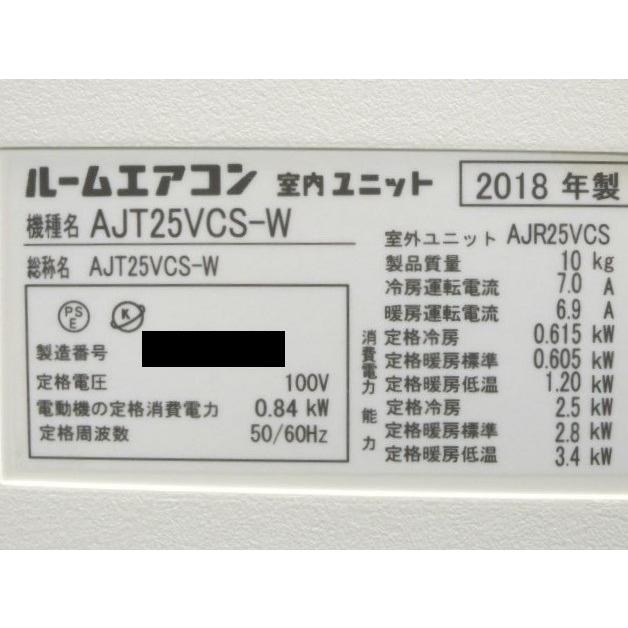 ルームエアコン 室内ユニット 2018 年製
機種名 AJT25VCS-W
総称名 AJT25VCS-W
PS
E
K
製造番号
定格電圧 100V
電動機の定格消費電力 0.84 kW
定格周波数 50/60Hz
室外ユニット AJR25VCS
製品質量 10 kg
冷房運転電流 7.0 A
暖房運転電流 6.9 A
消費電力
定格冷房 0.615 kW
定格暖房標準 0.605 kW
定格暖房低温 1.20 kW
能力
定格冷房 2.5 kW
定格暖房標準 2.8 kW
定格暖房低温 3.4 kW